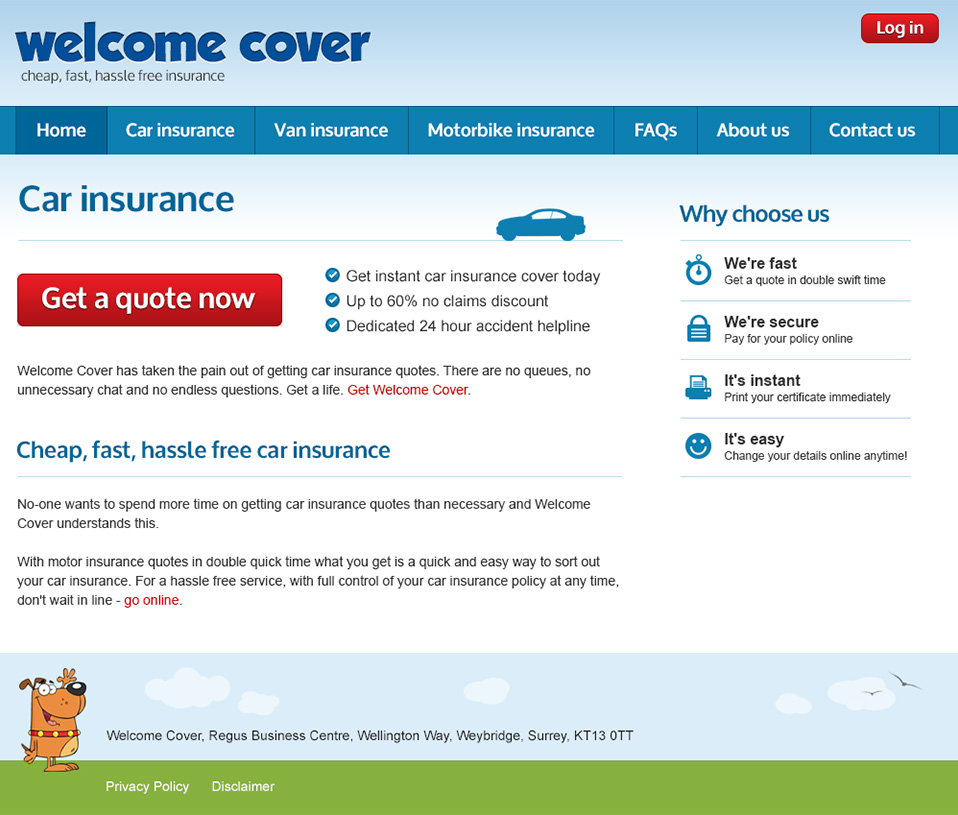 welcome cover
cheap, fast, hassle free insurance
Log in
Home
Car insurance
Van insurance
Motorbike insurance
FAQs
About us
Contact us
Car insurance
Get a quote now
Get instant car insurance cover today
Up to 60% no claims discount
Dedicated 24 hour accident helpline
Welcome Cover has taken the pain out of getting car insurance quotes. There are no queues, no
unnecessary chat and no endless questions. Get a life. Get Welcome Cover.
Cheap, fast, hassle free car insurance
No-one wants to spend more time on getting car insurance quotes than necessary and Welcome
Cover understands this.
With motor insurance quotes in double quick time what you get is a quick and easy way to sort out
your car insurance. For a hassle free service, with full control of your car insurance policy at any time,
don't wait in line - go online.
Why choose us
We're fast
Get a quote in double swift time
We're secure
Pay for your policy online
It's instant
Print your certificate immediately
It's easy
Change your details online anytime!
Welcome Cover, Regus Business Centre, Wellington Way, Weybridge, Surrey, KT13 0TT
Privacy Policy
Disclaimer